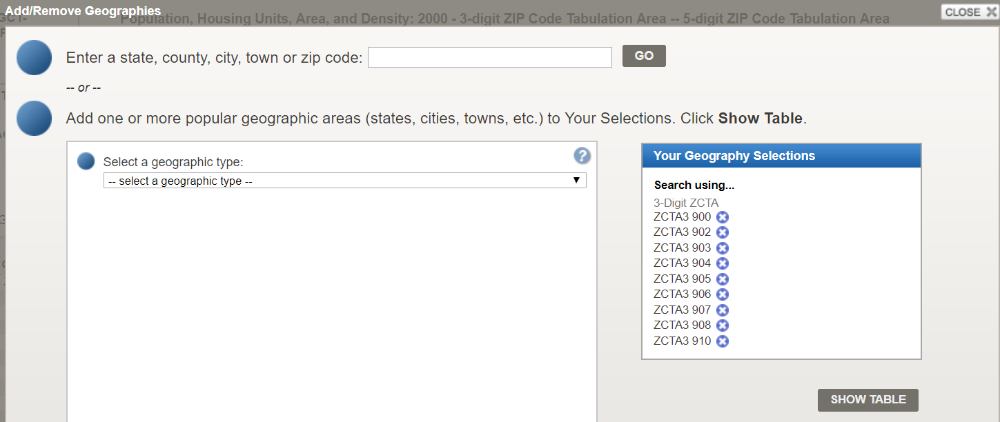 Add/Remove Geographies
Population, Housing Units, Area, and Density: 2000 - 3-digit ZIP Code Tabulation Area -- 5-digit ZIP Code Tabulation Area
CLOSE
Enter a state, county, city, town or zip code:
GO
-- or --
Add one or more popular geographic areas (states, cities, towns, etc.) to Your Selections. Click Show Table.
Select a geographic type:
?
-- select a geographic type --
Your Geography Selections
Search using...
3-Digit ZCTA
ZCTA3 900
ZCTA3 902
ZCTA3 903
ZCTA3 904
ZCTA3 905
ZCTA3 906
ZCTA3 907
ZCTA3 908
ZCTA3 910
SHOW TABLE